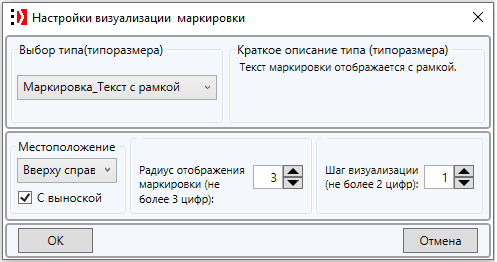 Настройки визуализации маркировки
Выбор типа(типоразмера)
Маркировка_Текст с рамкой
Краткое описание типа (типоразмера)
Текст маркировки отображается с рамкой.
Местоположение
Вверху справ
С выноской
Радиус отображения
маркировки (не
более 3 цифр):
3
Шаг визуализации
(не более 2 цифр):
1
ОК
Отмена